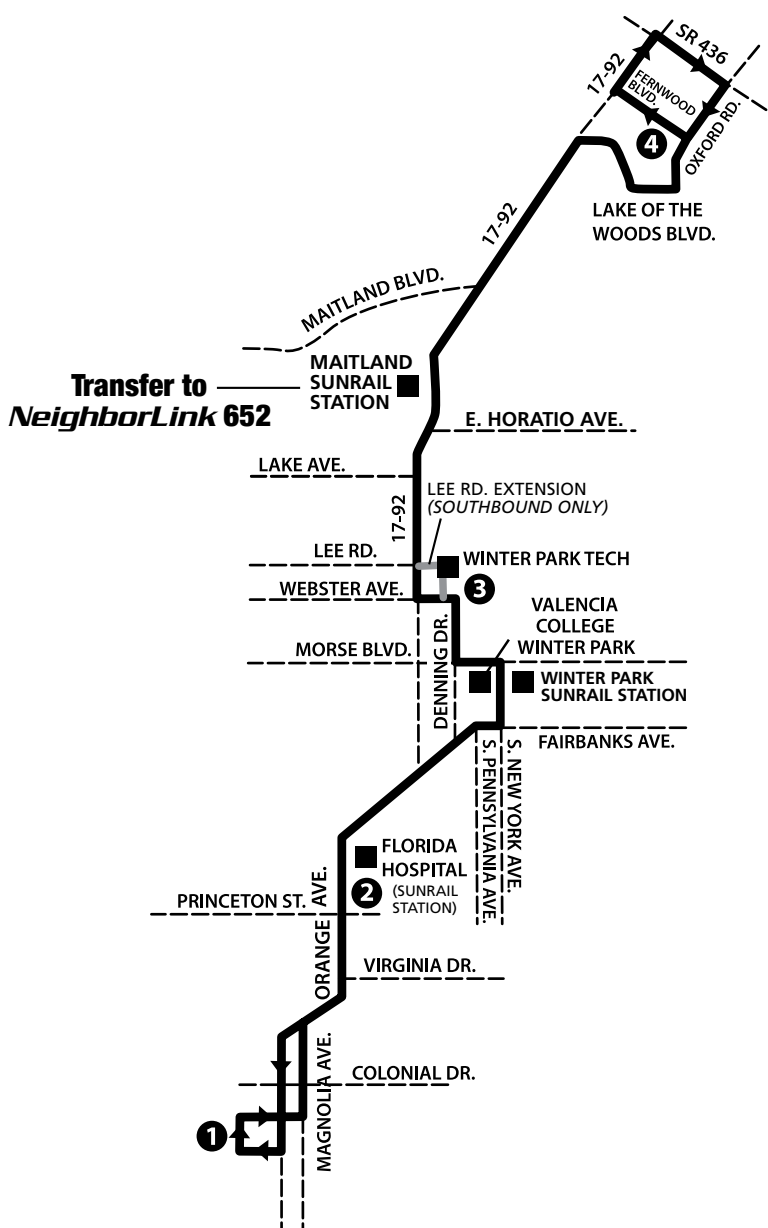 SR 436
17-92
FERNWOOD
BLVD.
OXFORD RD.
4
LAKE OF THE
WOODS BLVD.
17-92
MAITLAND BLVD.
MAITLAND
SUNRAIL
STATION
Transfer to
NeighborLink 652
E. HORATIO AVE.
LAKE AVE.
17-92
LEE RD. EXTENSION
(SOUTHBOUND ONLY)
LEE RD.
WINTER PARK TECH
WEBSTER AVE.
3
VALENCIA
COLLEGE
WINTER PARK
MORSE BLVD.
DENNING DR.
WINTER PARK
SUNRAIL STATION
FAIRBANKS AVE.
S. PENNSYLVANIA AVE.
S. NEW YORK AVE.
FLORIDA
HOSPITAL
2
(SUNRAIL
STATION)
PRINCETON ST.
ORANGE AVE.
VIRGINIA DR.
MAGNOLIA AVE.
COLONIAL DR.
1